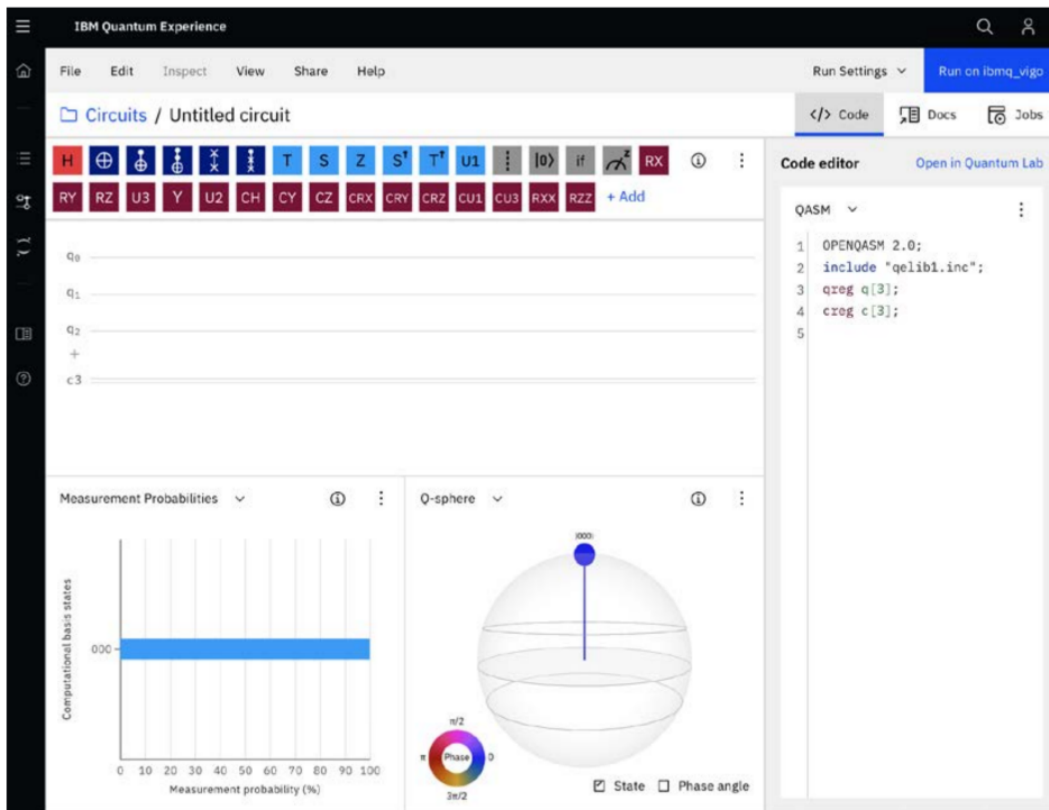 IBM Quantum Experience
File Edit Inspect View Share Help
Run Settings
Run on ibmq_vigo
Circuits / Untitled circuit
</> Code Docs Jobs
H T S Z S† T† U1 |0⟩ if z RX
RY RZ U3 Y U2 CH CY CZ CRX CRY CRZ CU1 CU3 RXX RZZ + Add
q0
q1
q2
+
c3
Code editor Open in Quantum Lab
QASM
1 OPENQASM 2.0;
2 include "qelib1.inc";
3 qreg q[3];
4 creg c[3];
5
Measurement Probabilities
Computational basis states
000
0 10 20 30 40 50 60 70 80 90 100
Measurement probability (%)
Q-sphere
|000⟩
π/2
π Phase 0
3π/2
State Phase angle